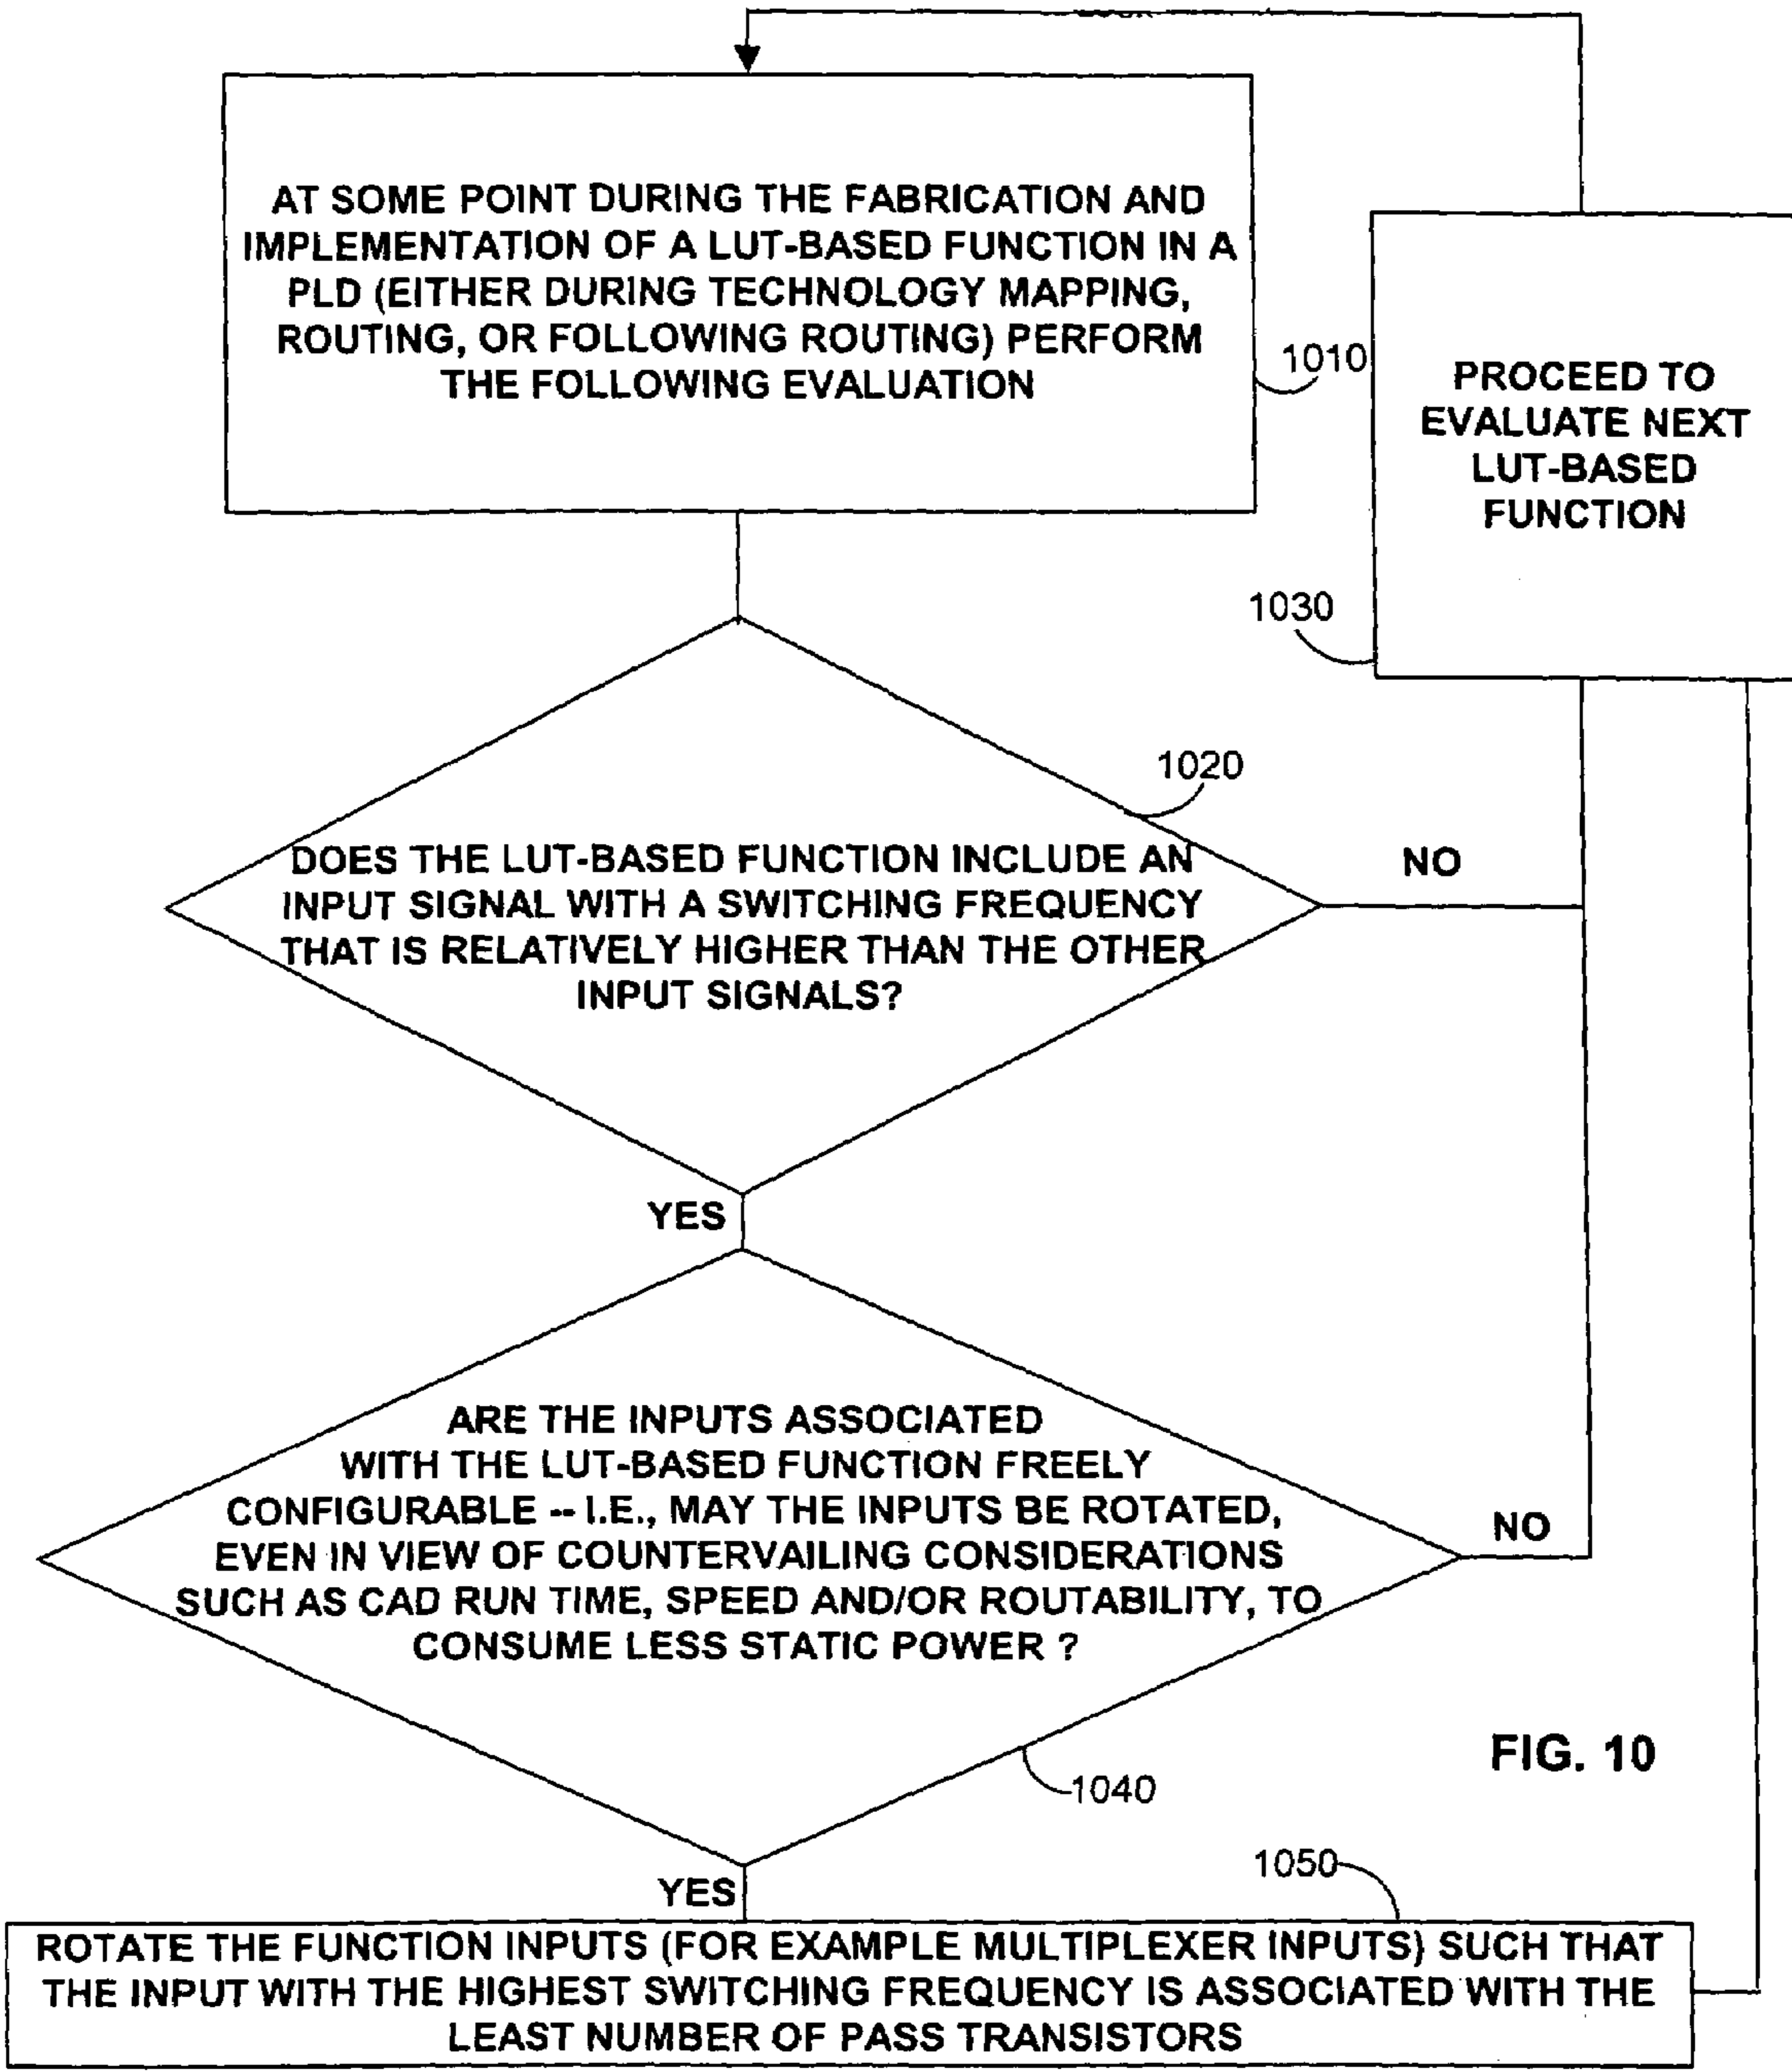 AT SOME POINT DURING THE FABRICATION AND
IMPLEMENTATION OF A LUT-BASED FUNCTION IN A
PLD (EITHER DURING TECHNOLOGY MAPPING,
ROUTING, OR FOLLOWING ROUTING) PERFORM
THE FOLLOWING EVALUATION
1010
PROCEED TO
EVALUATE NEXT
LUT-BASED
FUNCTION
1030
1020
DOES THE LUT-BASED FUNCTION INCLUDE AN
INPUT SIGNAL WITH A SWITCHING FREQUENCY
THAT IS RELATIVELY HIGHER THAN THE OTHER
INPUT SIGNALS?
NO
YES
ARE THE INPUTS ASSOCIATED
WITH THE LUT-BASED FUNCTION FREELY
CONFIGURABLE -- I.E., MAY THE INPUTS BE ROTATED,
EVEN IN VIEW OF COUNTERVAILING CONSIDERATIONS
SUCH AS CAD RUN TIME, SPEED AND/OR ROUTABILITY, TO
CONSUME LESS STATIC POWER ?
NO
1040
FIG. 10
YES
1050
ROTATE THE FUNCTION INPUTS (FOR EXAMPLE MULTIPLEXER INPUTS) SUCH THAT
THE INPUT WITH THE HIGHEST SWITCHING FREQUENCY IS ASSOCIATED WITH THE
LEAST NUMBER OF PASS TRANSISTORS